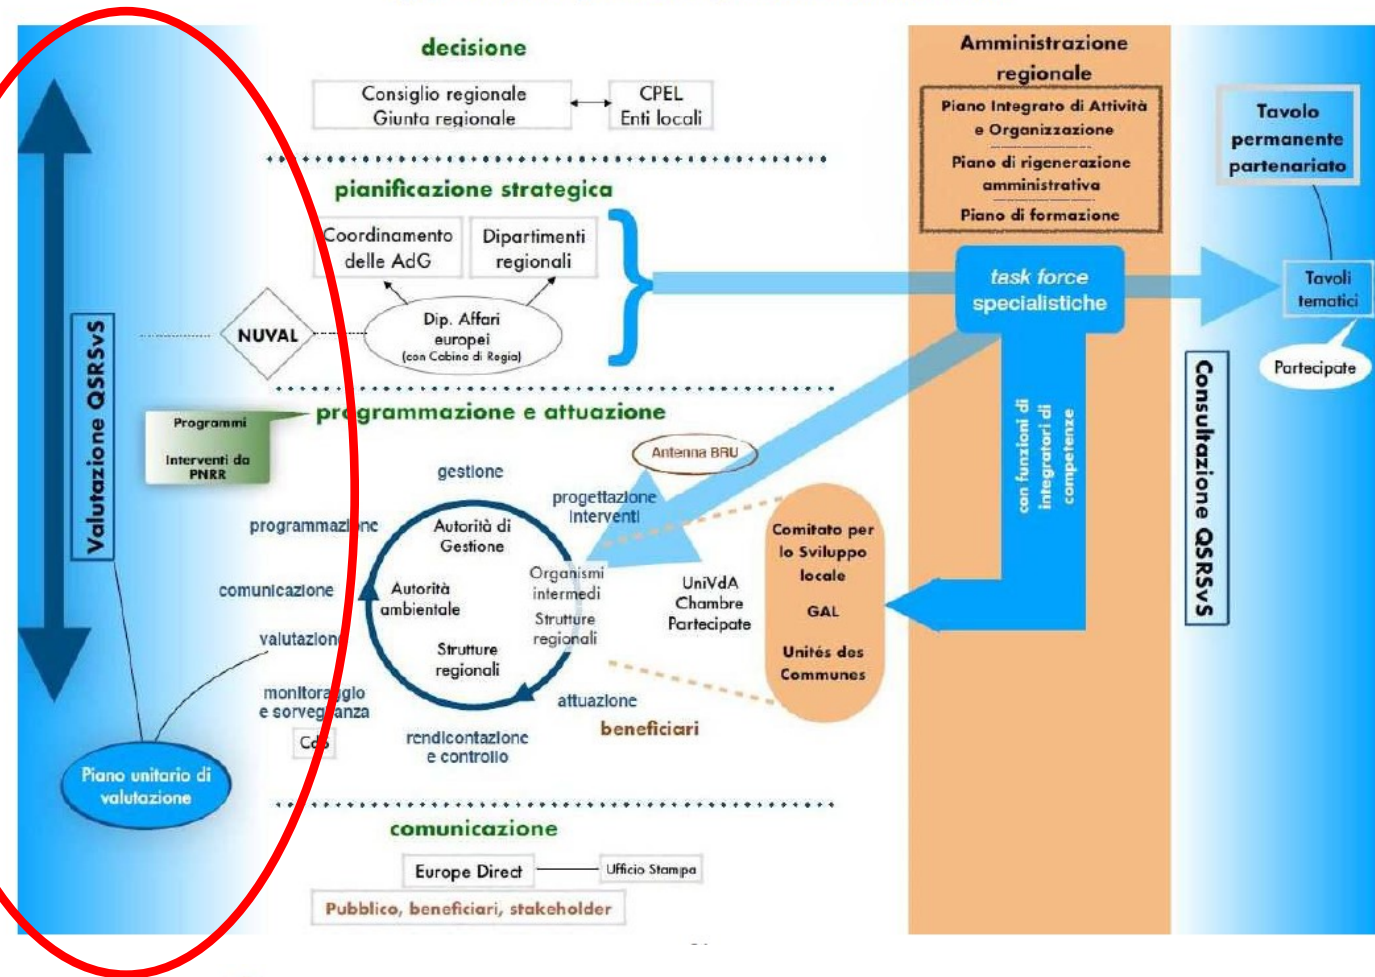 decisione
Consiglio regionale
Giunta regionale
CPEL
Enti locali
pianificazione strategica
Coordinamento
delle AdG
Dipartimenti
regionali
Dip. Affari
europei
(con Cabina di Regia)
NUVAL
Valutazione QSRSvS
programmazione e attuazione
Programmi
Interventi da
PNRR
gestione
programmazione
comunicazione
valutazione
monitoraggio
e sorveglianza
CdS
rendicontazione
e controllo
attuazione
progettazione
interventi
Autorità di
Gestione
Autorità
ambientale
Strutture
regionali
Organismi
intermedi
Strutture
regionali
Antenna BRU
UniVdA
Chambre
Partecipate
beneficiari
Comitato per
lo Sviluppo
locale
GAL
Unités des
Communes
Piano unitario di
valutazione
comunicazione
Europe Direct
Ufficio Stampa
Pubblico, beneficiari, stakeholder
Amministrazione
regionale
Piano Integrato di Attività
e Organizzazione
Piano di rigenerazione
amministrativa
Piano di formazione
task force
specialistiche
con funzioni di
integratori di
competenze
Tavolo
permanente
partenariato
Tavoli
tematici
Partecipate
Consultazione QSRSvS